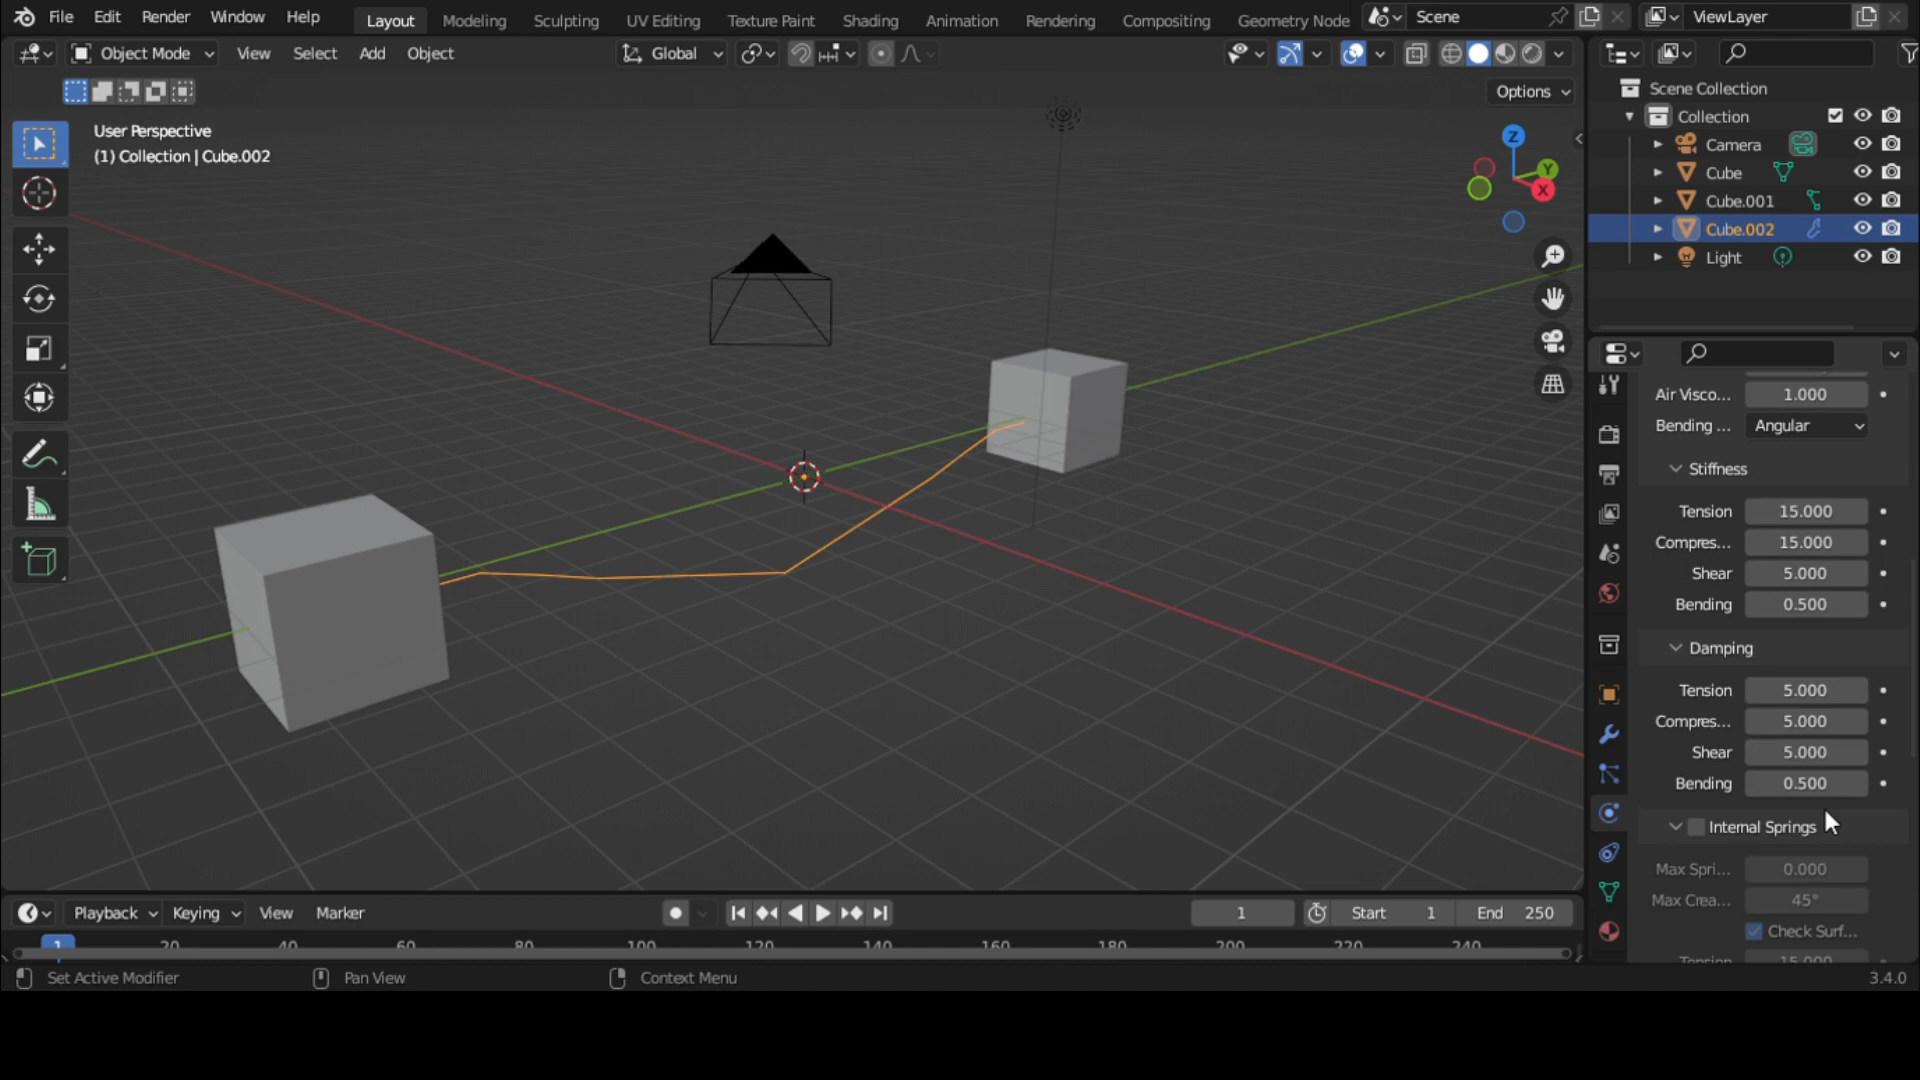 File Edit Render Window Help Layout Modeling Sculpting UV Editing Texture Paint Shading Animation Rendering Compositing Geometry Node Scene ViewLayer
Object Mode View Select Add Object Global
Options
User Perspective
(1) Collection | Cube.002
Z
Y
X
Scene Collection
Collection
Camera
Cube
Cube.001
Cube.002
Light
Air Visco... 1.000
Bending ... Angular
Stiffness
Tension 15.000
Compres... 15.000
Shear 5.000
Bending 0.500
Damping
Tension 5.000
Compres... 5.000
Shear 5.000
Bending 0.500
Internal Springs
Max Spri... 0.000
Max Crea... 45°
Check Surf...
Tension 15.000
Playback Keying View Marker 1 Start 1 End 250
1 20 40 60 80 100 120 140 160 180 200 220 240
Set Active Modifier Pan View Context Menu 3.4.0